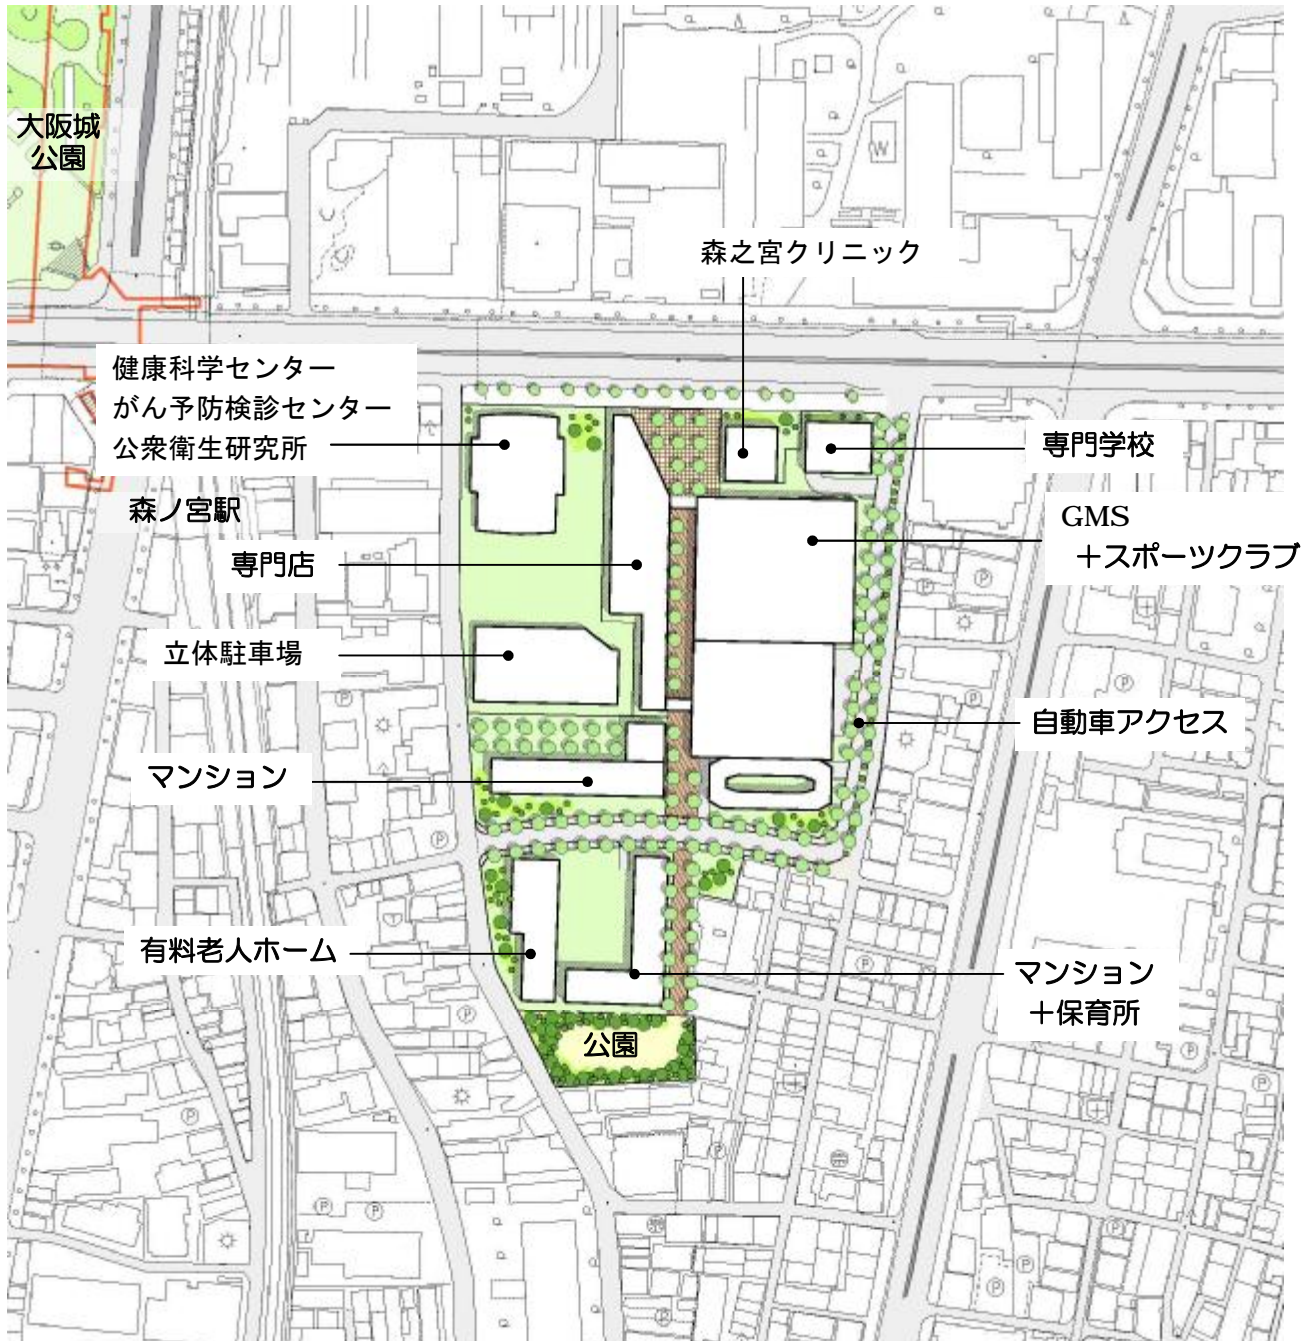 大阪城
公園
森之宮クリニック
健康科学センター
がん予防検診センター
公衆衛生研究所
専門学校
森ノ宮駅
GMS
＋スポーツクラブ
専門店
立体駐車場
自動車アクセス
マンション
有料老人ホーム
マンション
＋保育所
公園